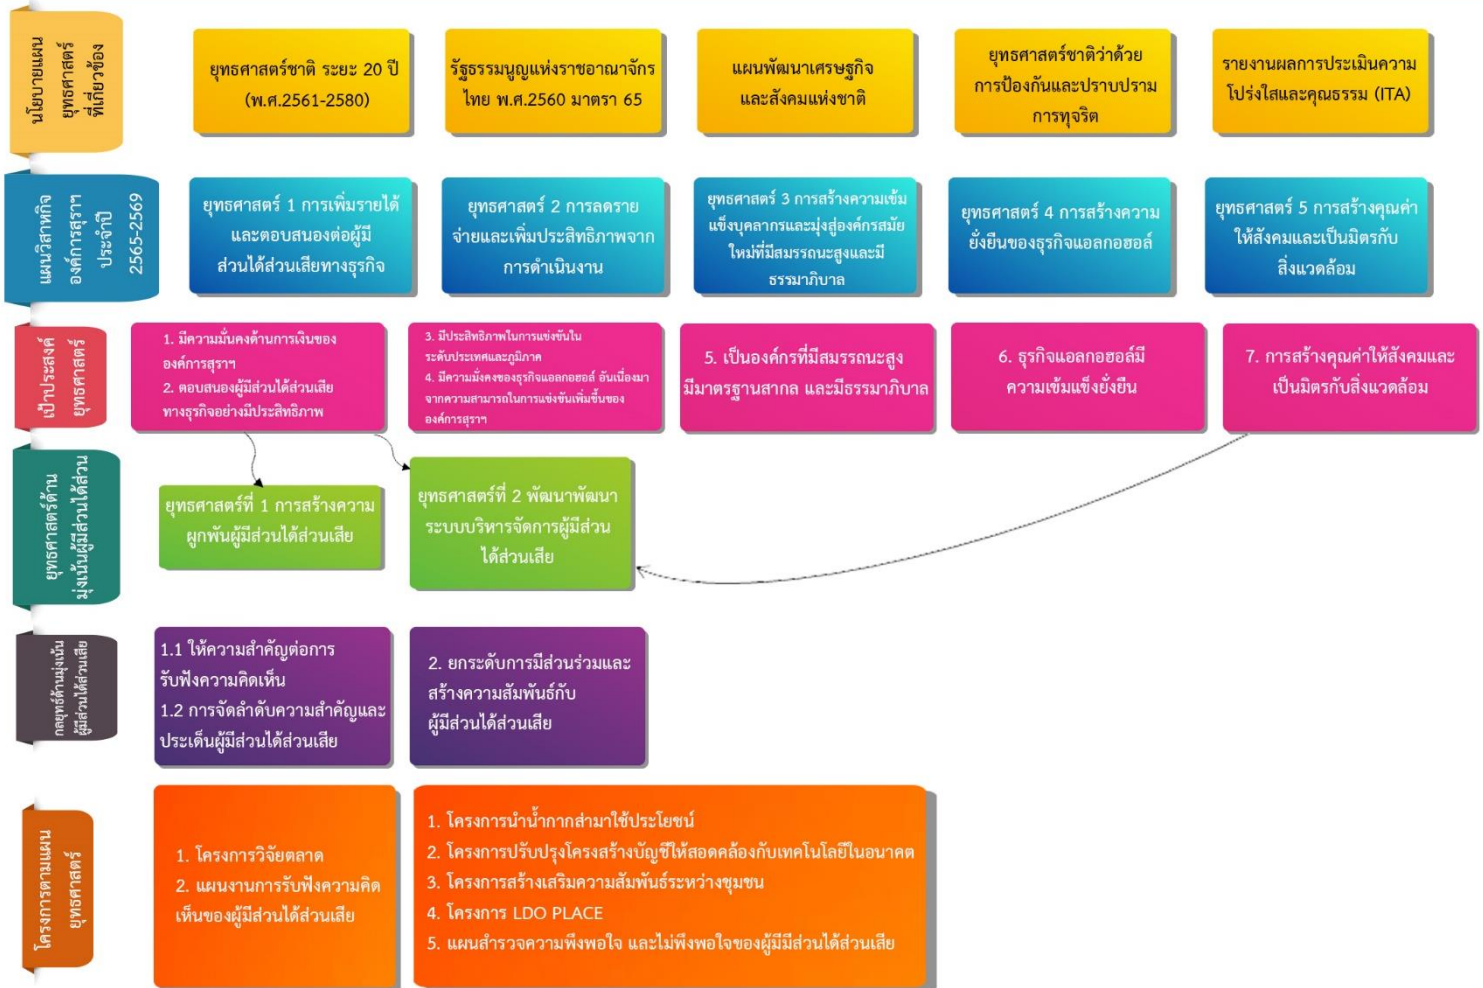 นโยบายแผน
ยุทธศาสตร์
ที่เกี่ยวข้อง
ยุทธศาสตร์ชาติ ระยะ 20 ปี
(พ.ศ.2561-2580)
รัฐธรรมนูญแห่งราชอาณาจักร
ไทย พ.ศ.2560 มาตรา 65
แผนพัฒนาเศรษฐกิจ
และสังคมแห่งชาติ
ยุทธศาสตร์ชาติว่าด้วย
การป้องกันและปราบปราม
การทุจริต
รายงานผลการประเมินความ
โปร่งใสและคุณธรรม (ITA)
แผนวิสาหกิจ
องค์การสุราฯ
ประจำปี
2565-2569
ยุทธศาสตร์ 1 การเพิ่มรายได้
และตอบสนองต่อผู้มี
ส่วนได้ส่วนเสียทางธุรกิจ
ยุทธศาสตร์ 2 การลดราย
จ่ายและเพิ่มประสิทธิภาพจาก
การดำเนินงาน
ยุทธศาสตร์ 3 การสร้างความเข้ม
แข็งบุคลากรและมุ่งสู่องค์กรสมัย
ใหม่ที่มีสมรรถนะสูงและมี
ธรรมาภิบาล
ยุทธศาสตร์ 4 การสร้างความ
ยั่งยืนของธุรกิจแอลกอฮอล์
ยุทธศาสตร์ 5 การสร้างคุณค่า
ให้สังคมและเป็นมิตรกับ
สิ่งแวดล้อม
เป้าประสงค์
ยุทธศาสตร์
1. มีความมั่นคงด้านการเงินของ
องค์การสุราฯ
2. ตอบสนองผู้มีส่วนได้ส่วนเสีย
ทางธุรกิจอย่างมีประสิทธิภาพ
3. มีประสิทธิภาพในการแข่งขันใน
ระดับประเทศและภูมิภาค
4. มีความมั่งคงของธุรกิจแอลกอฮอล์ อันเนื่องมา
จากความสามารถในการแข่งขันเพิ่มขึ้นของ
องค์การสุราฯ
5. เป็นองค์กรที่มีสมรรถนะสูง
มีมาตรฐานสากล และมีธรรมาภิบาล
6. ธุรกิจแอลกอฮอล์มี
ความเข้มแข็งยั่งยืน
7. การสร้างคุณค่าให้สังคมและ
เป็นมิตรกับสิ่งแวดล้อม
ยุทธศาสตร์ด้าน
มุ่งเน้นผู้มีส่วนได้ส่วน
ยุทธศาสตร์ที่ 1 การสร้างความ
ผูกพันผู้มีส่วนได้ส่วนเสีย
ยุทธศาสตร์ที่ 2 พัฒนาพัฒนา
ระบบบริหารจัดการผู้มีส่วน
ได้ส่วนเสีย
กลยุทธ์ด้านมุ่งเน้น
ผู้มีส่วนได้ส่วนเสีย
1.1 ให้ความสำคัญต่อการ
รับฟังความคิดเห็น
1.2 การจัดลำดับความสำคัญและ
ประเด็นผู้มีส่วนได้ส่วนเสีย
2. ยกระดับการมีส่วนร่วมและ
สร้างความสัมพันธ์กับ
ผู้มีส่วนได้ส่วนเสีย
โครงการตามแผน
ยุทธศาสตร์
1. โครงการวิจัยตลาด
2. แผนงานการรับฟังความคิด
เห็นของผู้มีส่วนได้ส่วนเสีย
1. โครงการนำน้ำกากส่ามาใช้ประโยชน์
2. โครงการปรับปรุงโครงสร้างบัญชีให้สอดคล้องกับเทคโนโลยีในอนาคต
3. โครงการสร้างเสริมความสัมพันธ์ระหว่างชุมชน
4. โครงการ LDO PLACE
5. แผนสำรวจความพึงพอใจ และไม่พึงพอใจของผู้มีมีส่วนได้ส่วนเสีย